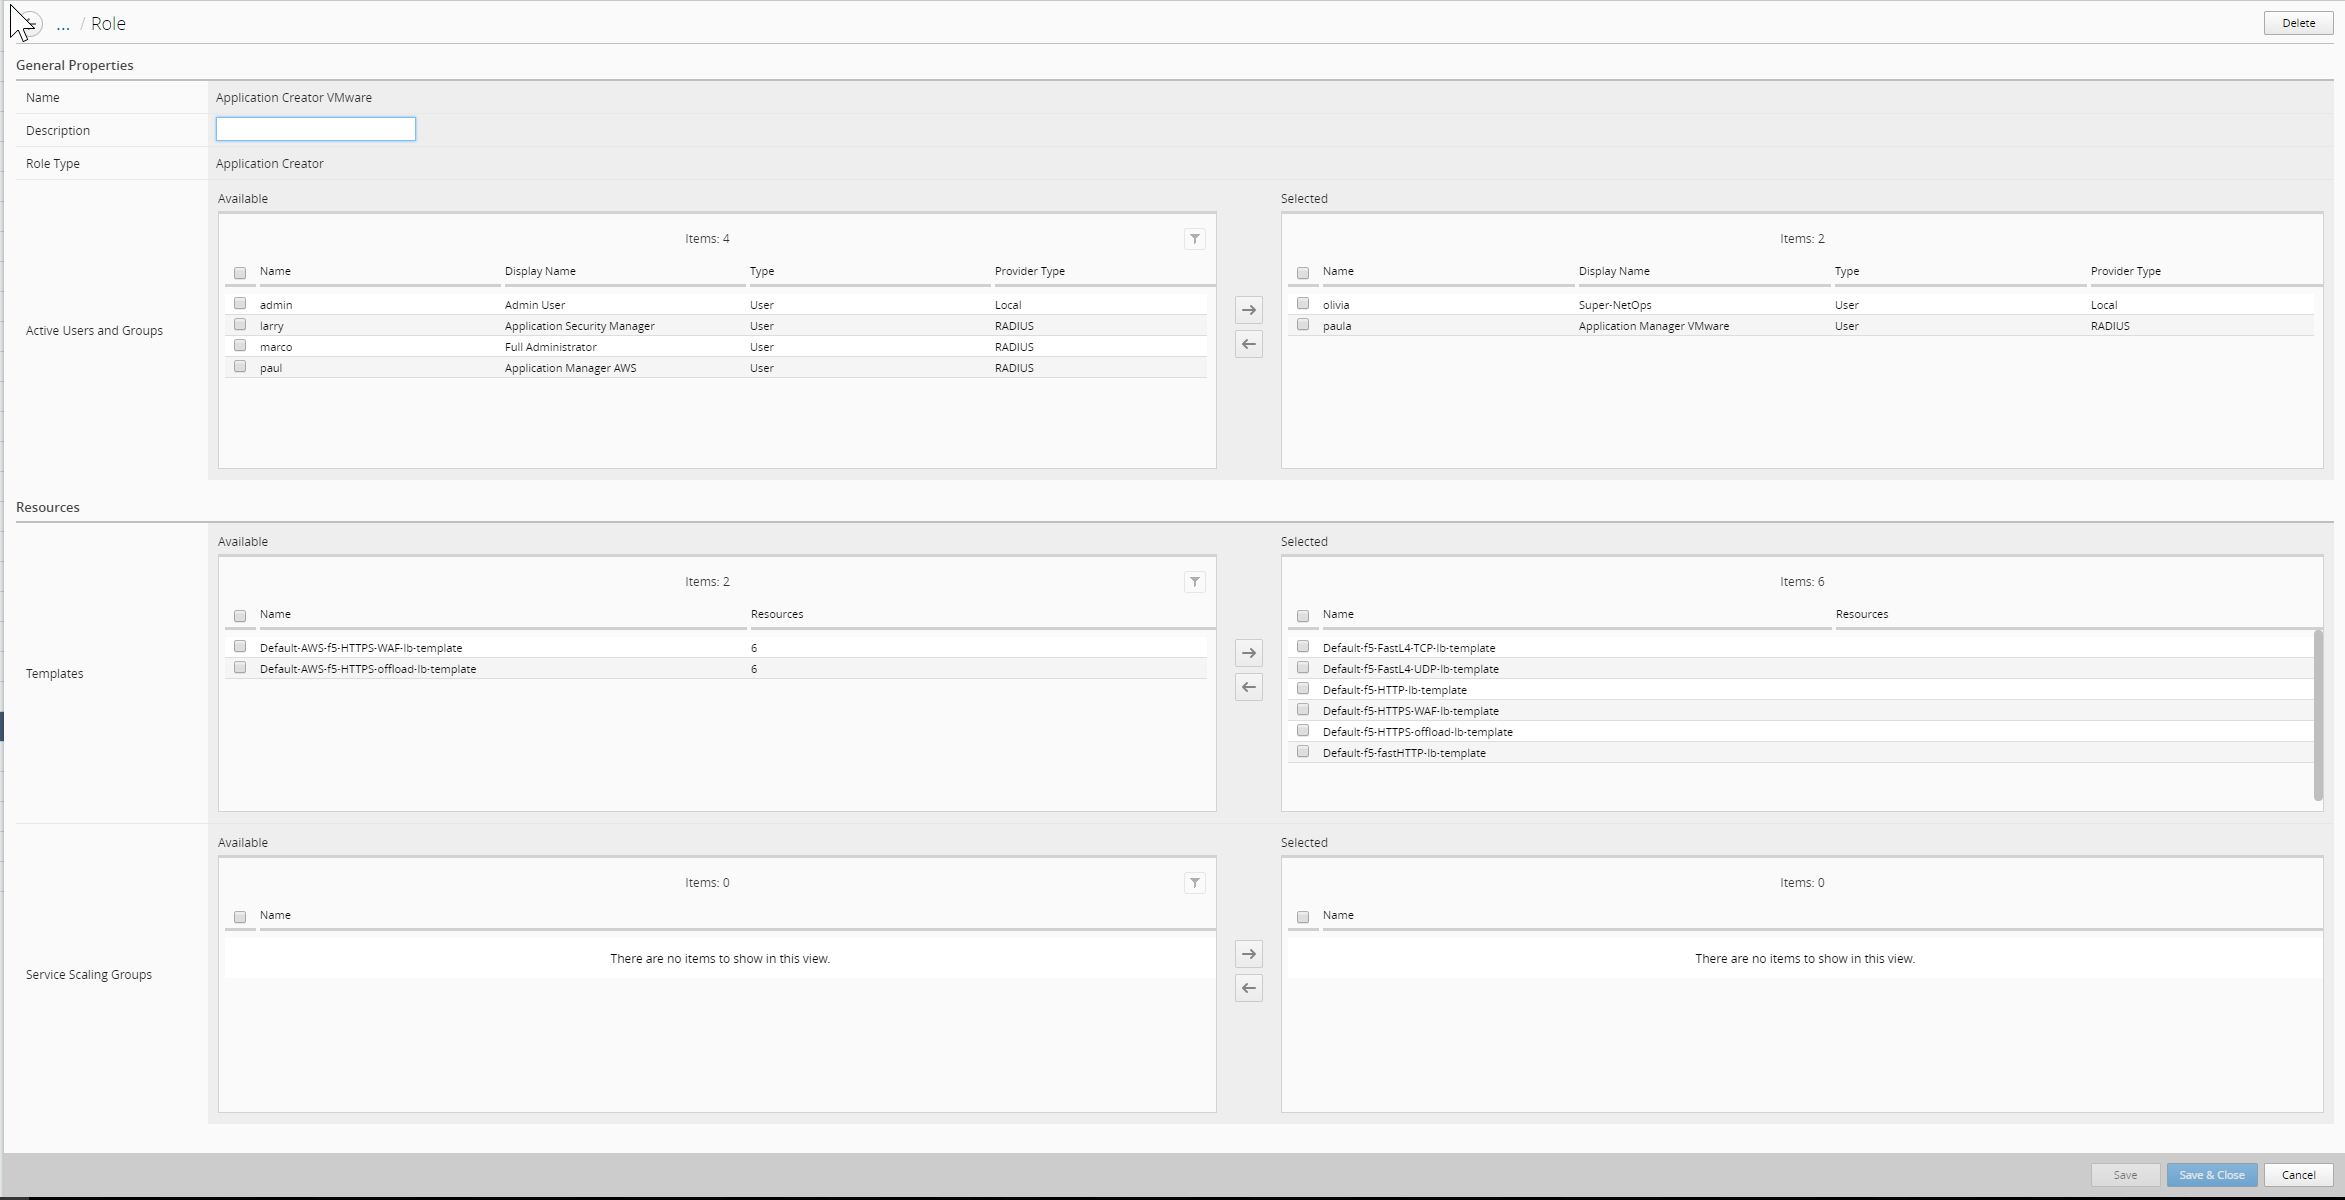 ... / Role
Delete
General Properties
Name
Application Creator VMware
Description
Role Type
Application Creator
Active Users and Groups
Available
Items: 4
Name Display Name Type Provider Type
admin Admin User User Local
larry Application Security Manager User RADIUS
marco Full Administrator User RADIUS
paul Application Manager AWS User RADIUS
Selected
Items: 2
Name Display Name Type Provider Type
olivia Super-NetOps User Local
paula Application Manager VMware User RADIUS
Resources
Templates
Available
Items: 2
Name Resources
Default-AWS-f5-HTTPS-WAF-lb-template 6
Default-AWS-f5-HTTPS-offload-lb-template 6
Selected
Items: 6
Name Resources
Default-f5-FastL4-TCP-lb-template
Default-f5-FastL4-UDP-lb-template
Default-f5-HTTP-lb-template
Default-f5-HTTPS-WAF-lb-template
Default-f5-HTTPS-offload-lb-template
Default-f5-fastHTTP-lb-template
Service Scaling Groups
Available
Items: 0
Name
There are no items to show in this view.
Selected
Items: 0
Name
There are no items to show in this view.
Save
Save & Close
Cancel